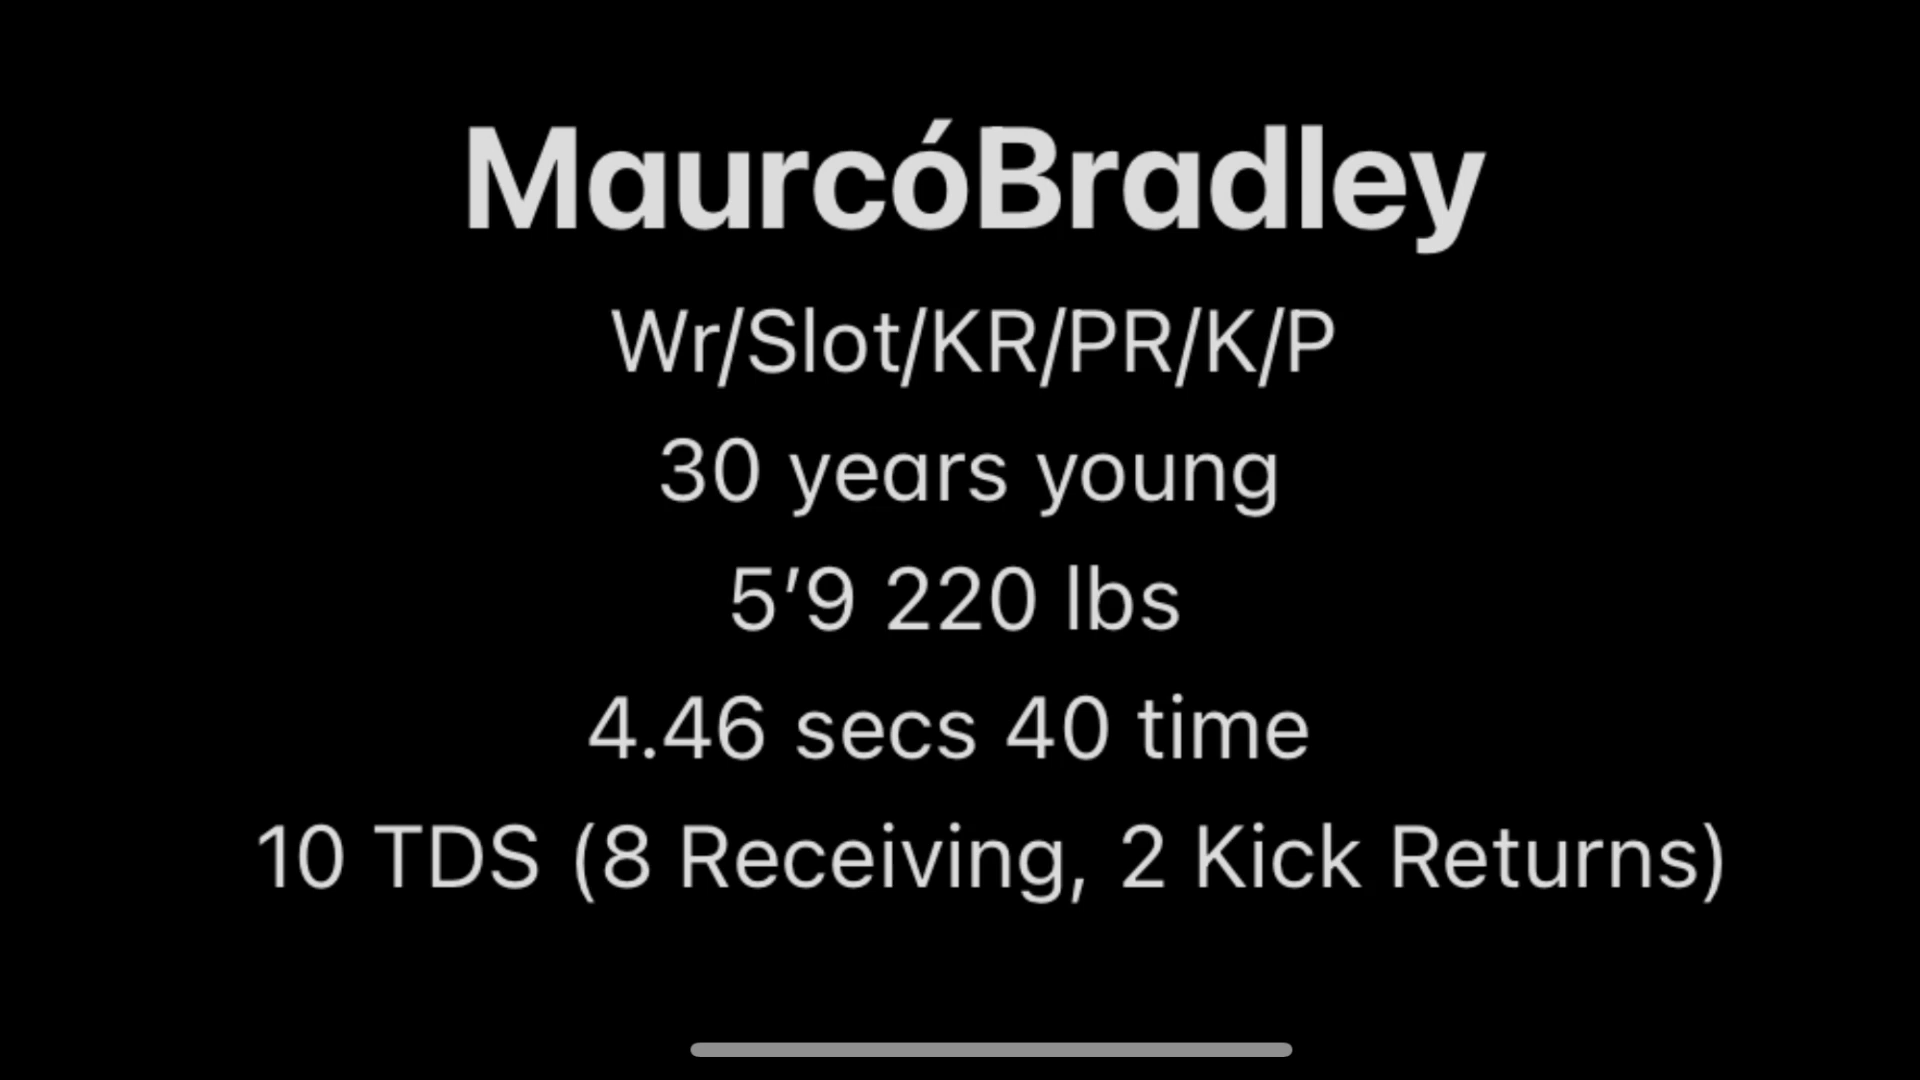 MaurcóBradley
Wr/Slot/KR/PR/K/P
30 years young
5’9 220 lbs
4.46 secs 40 time
10 TDS (8 Receiving, 2 Kick Returns)